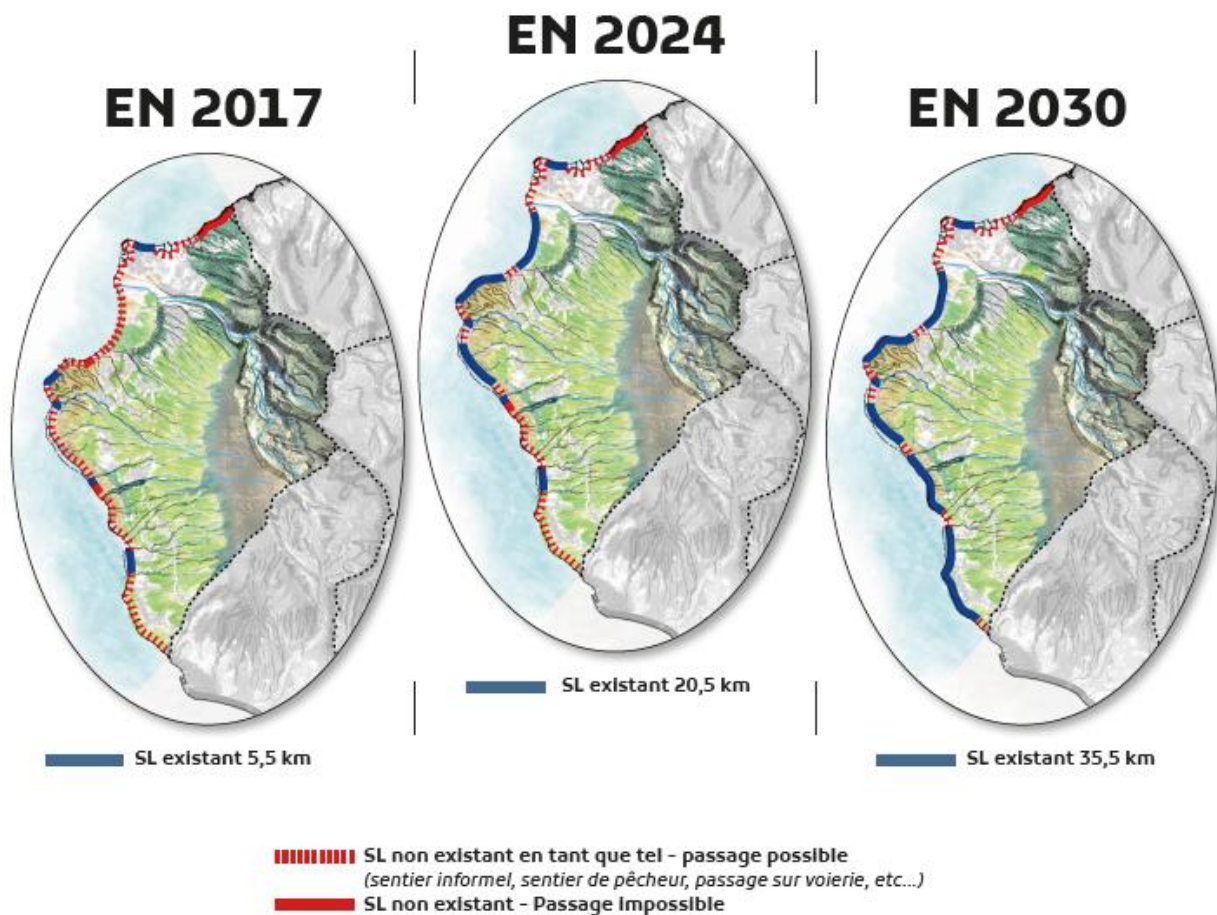 EN 2017
EN 2024
EN 2030
SL existant 5,5 km
SL existant 20,5 km
SL existant 35,5 km
SL non existant en tant que tel - passage possible
(sentier informel, sentier de pêcheur, passage sur voierie, etc...)
SL non existant - Passage impossible